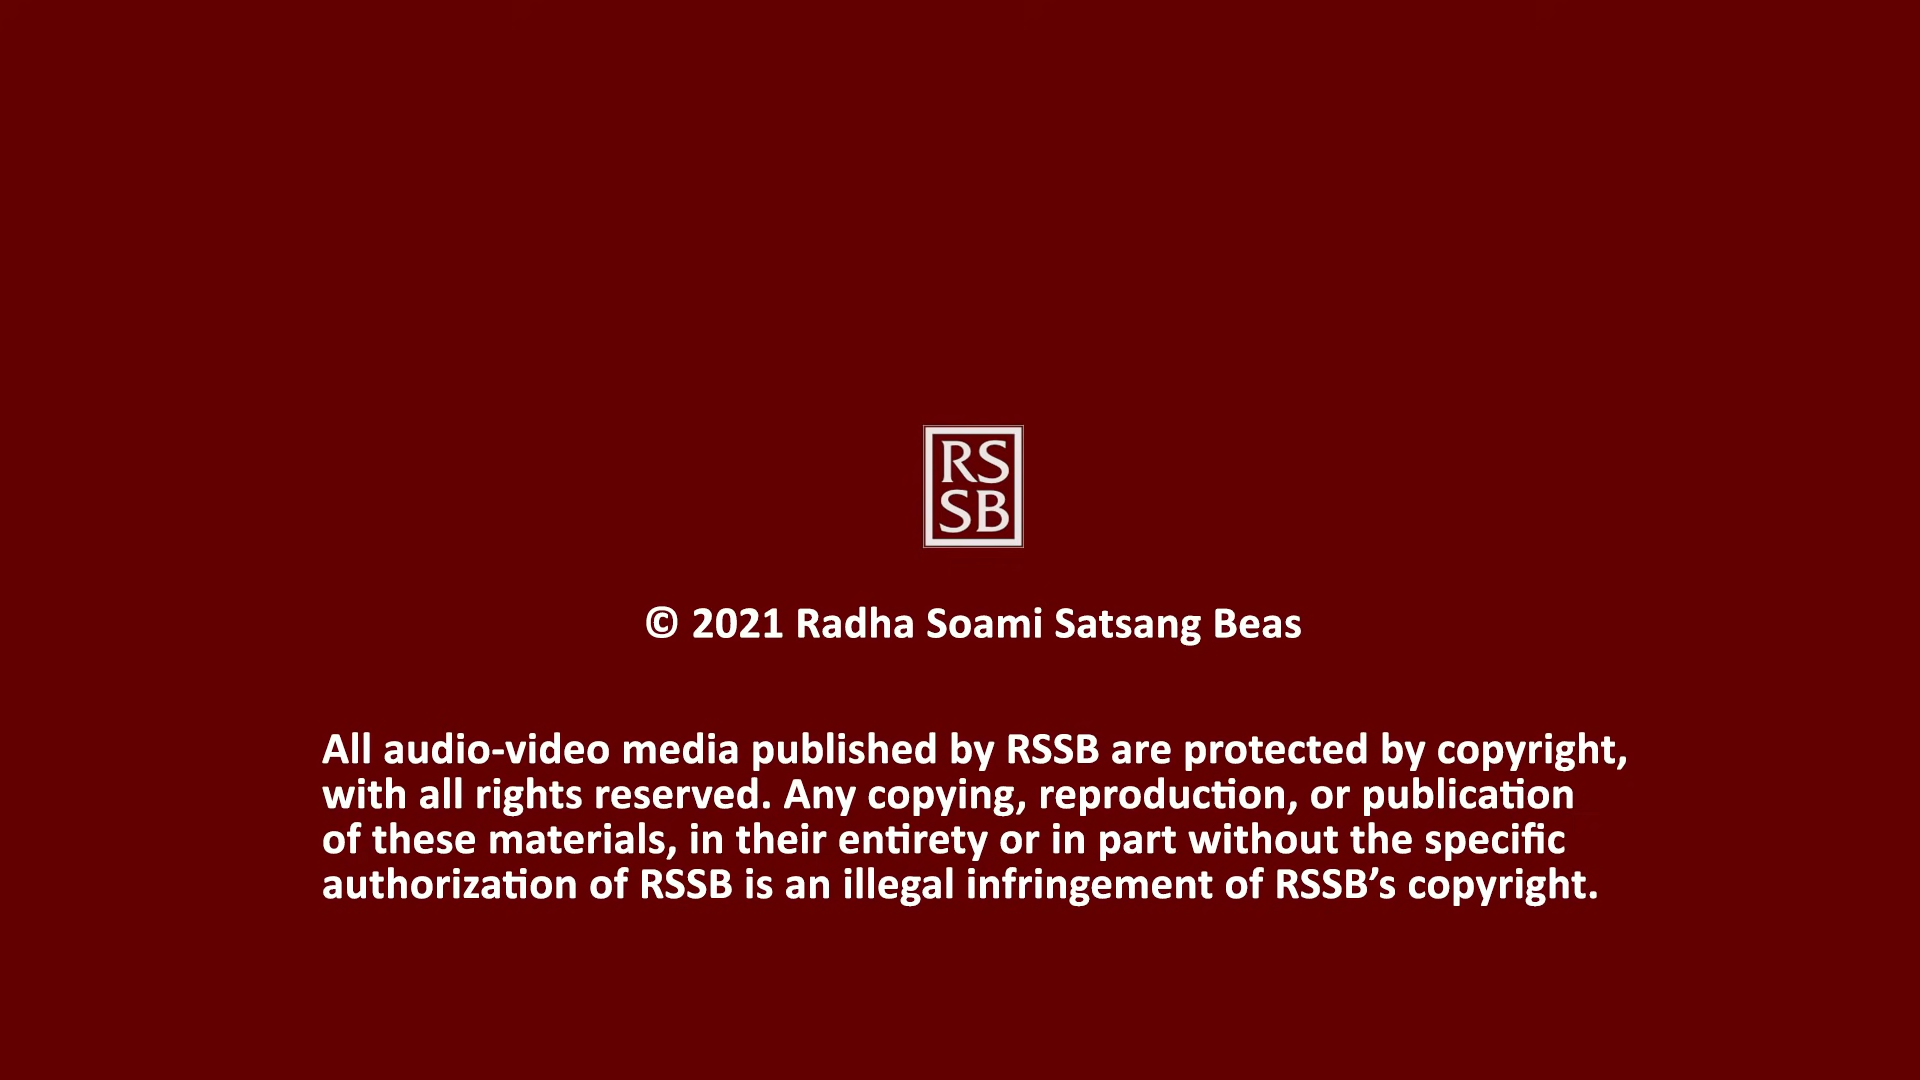 RS
SB
© 2021 Radha Soami Satsang Beas
All audio-video media published by RSSB are protected by copyright,
with all rights reserved. Any copying, reproduction, or publication
of these materials, in their entirety or in part without the specific
authorization of RSSB is an illegal infringement of RSSB’s copyright.